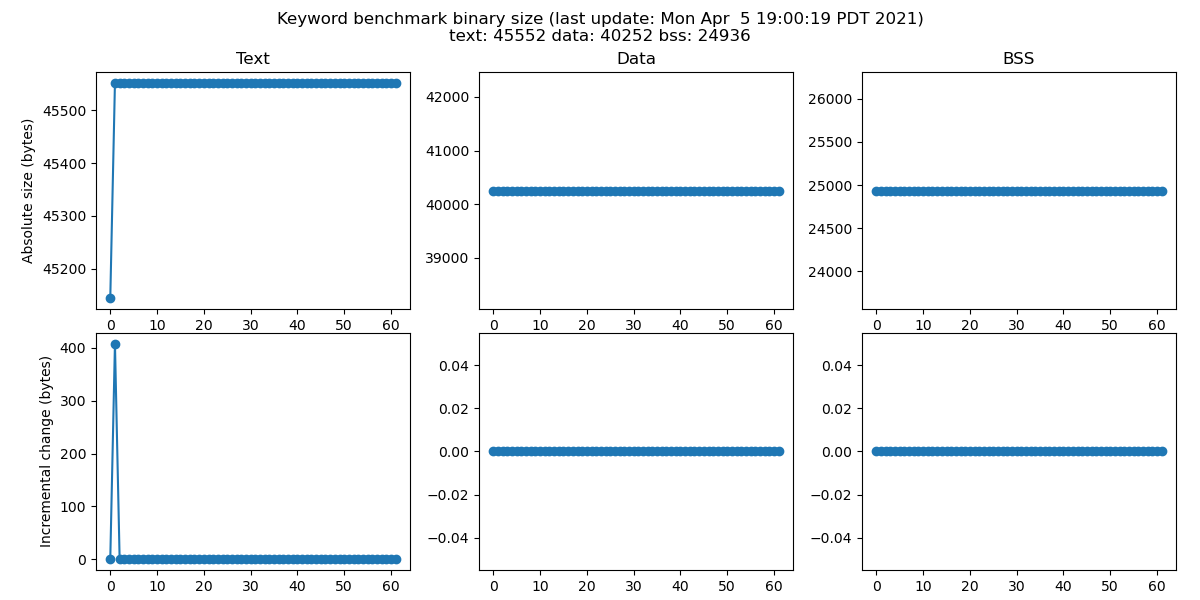 Keyword benchmark binary size (last update: Mon Apr  5 19:00:19 PDT 2021)
text: 45552 data: 40252 bss: 24936
Text
Data
BSS
Absolute size (bytes)
45500
45400
45300
45200
0 10 20 30 40 50 60
42000
41000
40000
39000
0 10 20 30 40 50 60
26000
25500
25000
24500
24000
0 10 20 30 40 50 60
Incremental change (bytes)
400
300
200
100
0
0 10 20 30 40 50 60
0.04
0.02
0.00
−0.02
−0.04
0 10 20 30 40 50 60
0.04
0.02
0.00
−0.02
−0.04
0 10 20 30 40 50 60